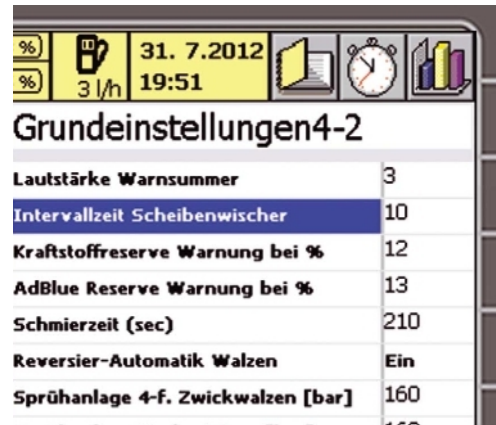 %
%
3 l/h
31. 7.2012
19:51
Grundeinstellungen4-2
Lautstärke Warnsummer 3
Intervallzeit Scheibenwischer 10
Kraftstoffreserve Warnung bei % 12
AdBlue Reserve Warnung bei % 13
Schmierzeit (sec) 210
Reversier-Automatik Walzen Ein
Sprühanlage 4-f. Zwickwalzen [bar] 160